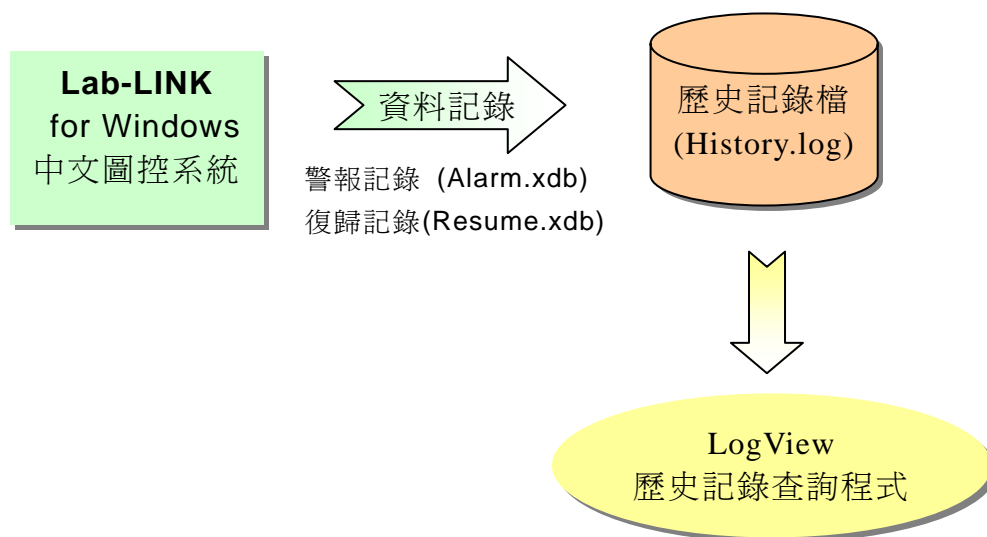 Lab-LINK
for Windows
中文圖控系統
資料記錄
警報記錄 (Alarm.xdb)
復歸記錄(Resume.xdb)
歷史記錄檔
(History.log)
LogView
歷史記錄查詢程式